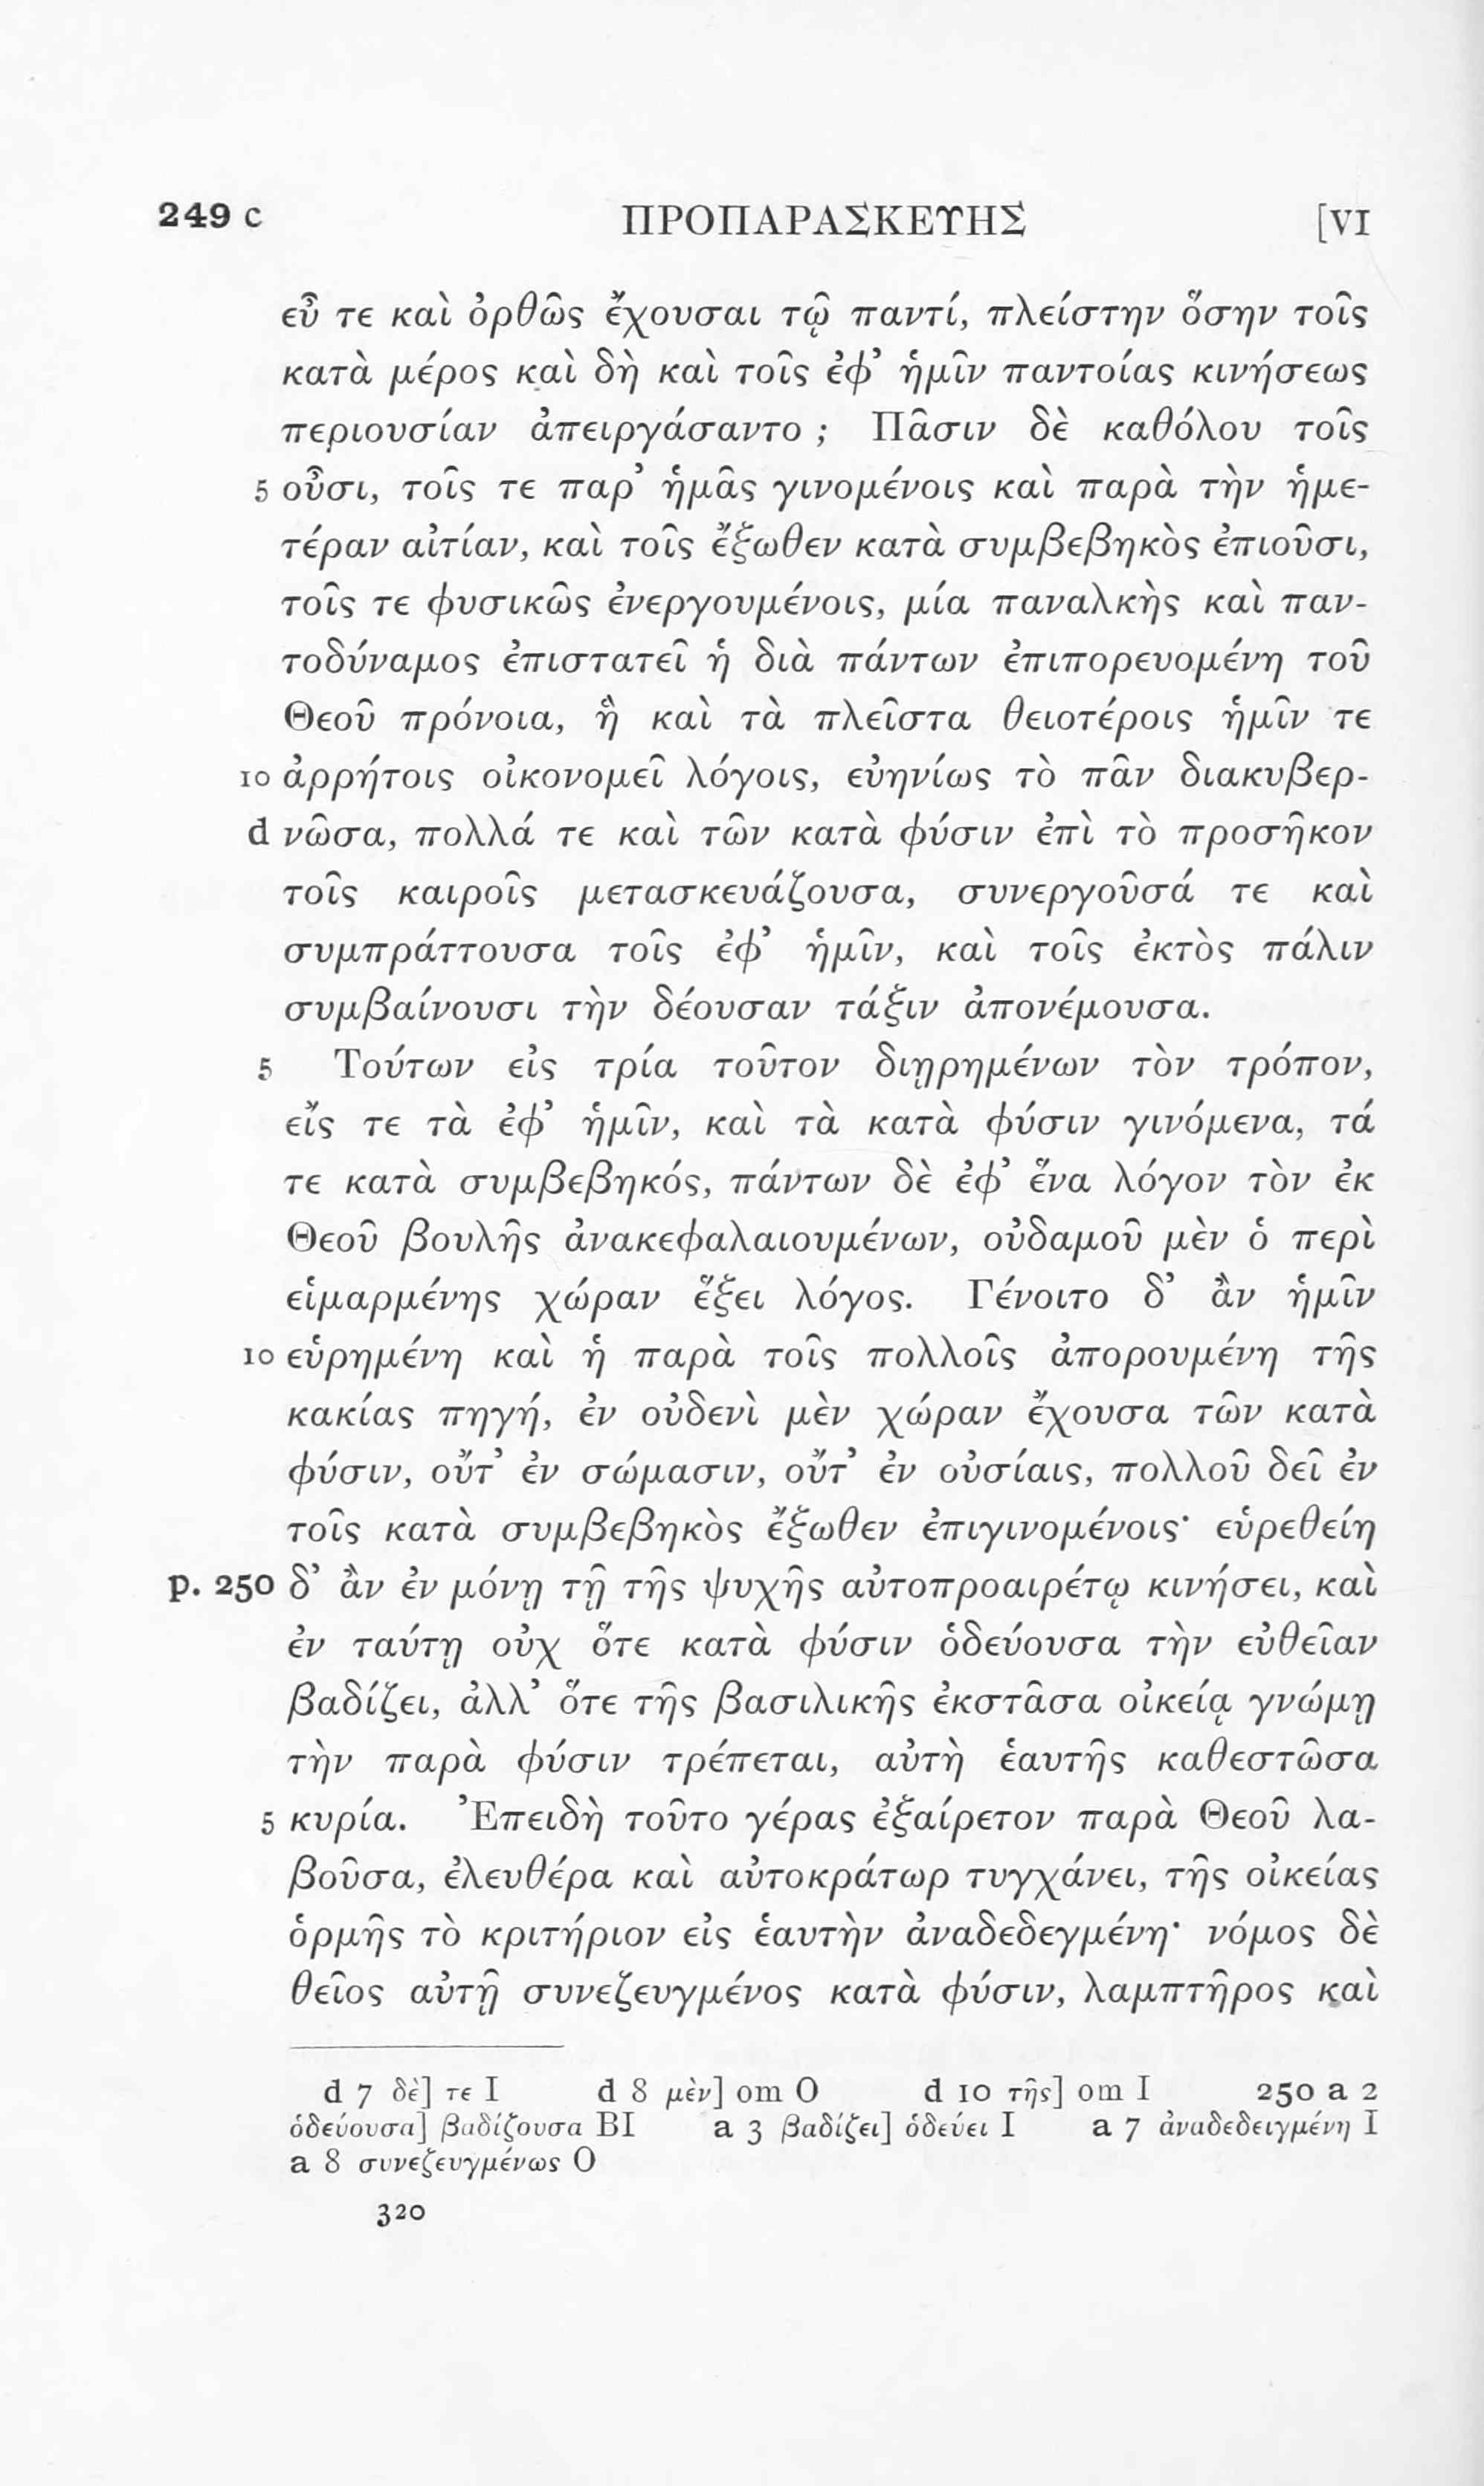 249 c ΠΡΟΠΑΡΑΣΚΕΥΗΣ [VI
εὖ τε καὶ ὀρθῶς ἔχουσαι τῷ παντί, πλείστην ὅσην τοῖς
κατὰ μέρος καὶ δὴ καὶ τοῖς ἐφ’ ἡμῖν παντοίας κινήσεως
περιουσίαν ἀπειργάσαντο ; Πᾶσιν δὲ καθόλου τοῖς
5 οὖσι, τοῖς τε παρ’ ἡμᾶς γινομένοις καὶ παρὰ τὴν ἡμε-
τέραν αἰτίαν, καὶ τοῖς ἔξωθεν κατὰ συμβεβηκὸς ἐπιοῦσι,
τοῖς τε φυσικῶς ἐνεργουμένοις, μία παναλκὴς καὶ παν-
τοδύναμος ἐπιστατεῖ ἡ διὰ πάντων ἐπιπορευομένη τοῦ
Θεοῦ πρόνοια, ἣ καὶ τὰ πλεῖστα θειοτέροις ἡμῖν τε
10 ἀρρήτοις οἰκονομεῖ λόγοις, εὐηνίως τὸ πᾶν διακυβερ-
d νῶσα, πολλά τε καὶ τῶν κατὰ φύσιν ἐπὶ τὸ προσῆκον
τοῖς καιροῖς μετασκευάζουσα, συνεργοῦσά τε καὶ
συμπράττουσα τοῖς ἐφ’ ἡμῖν, καὶ τοῖς ἐκτὸς πάλιν
συμβαίνουσι τὴν δέουσαν τάξιν ἀπονέμουσα.
5 Τούτων εἰς τρία τοῦτον διῃρημένων τὸν τρόπον,
εἴς τε τὰ ἐφ’ ἡμῖν, καὶ τὰ κατὰ φύσιν γινόμενα, τά
τε κατὰ συμβεβηκός, πάντων δὲ ἐφ’ ἕνα λόγον τὸν ἐκ
Θεοῦ βουλῆς ἀνακεφαλαιουμένων, οὐδαμοῦ μὲν ὁ περὶ
εἱμαρμένης χώραν ἕξει λόγος. Γένοιτο δ’ ἂν ἡμῖν
10 εὑρημένη καὶ ἡ παρὰ τοῖς πολλοῖς ἀπορουμένη τῆς
κακίας πηγή, ἐν οὐδενὶ μὲν χώραν ἔχουσα τῶν κατὰ
φύσιν, οὔτ’ ἐν σώμασιν, οὔτ’ ἐν οὐσίαις, πολλοῦ δεῖ ἐν
τοῖς κατὰ συμβεβηκὸς ἔξωθεν ἐπιγινομένοις· εὑρεθείη
p. 250 δ’ ἂν ἐν μόνῃ τῇ τῆς ψυχῆς αὐτοπροαιρέτῳ κινήσει, καὶ
ἐν ταύτῃ οὐχ ὅτε κατὰ φύσιν ὁδεύουσα τὴν εὐθεῖαν
βαδίζει, ἀλλ’ ὅτε τῆς βασιλικῆς ἐκστᾶσα οἰκείᾳ γνώμῃ
τὴν παρὰ φύσιν τρέπεται, αὐτὴ ἑαυτῆς καθεστῶσα
5 κυρία. Ἐπειδὴ τοῦτο γέρας ἐξαίρετον παρὰ Θεοῦ λα-
βοῦσα, ἐλευθέρα καὶ αὐτοκράτωρ τυγχάνει, τῆς οἰκείας
ὁρμῆς τὸ κριτήριον εἰς ἑαυτὴν ἀναδεδεγμένη· νόμος δὲ
θεῖος αὐτῇ συνεζευγμένος κατὰ φύσιν, λαμπτῆρος καὶ
d 7 δὲ] τε I d 8 μὲν] om O d 10 τῆς] om I 250 a 2
ὁδεύουσα] βαδίζουσα BI a 3 βαδίζει] ὁδεύει I a 7 ἀναδεδειγμένη I
a 8 συνεζευγμένως O
320